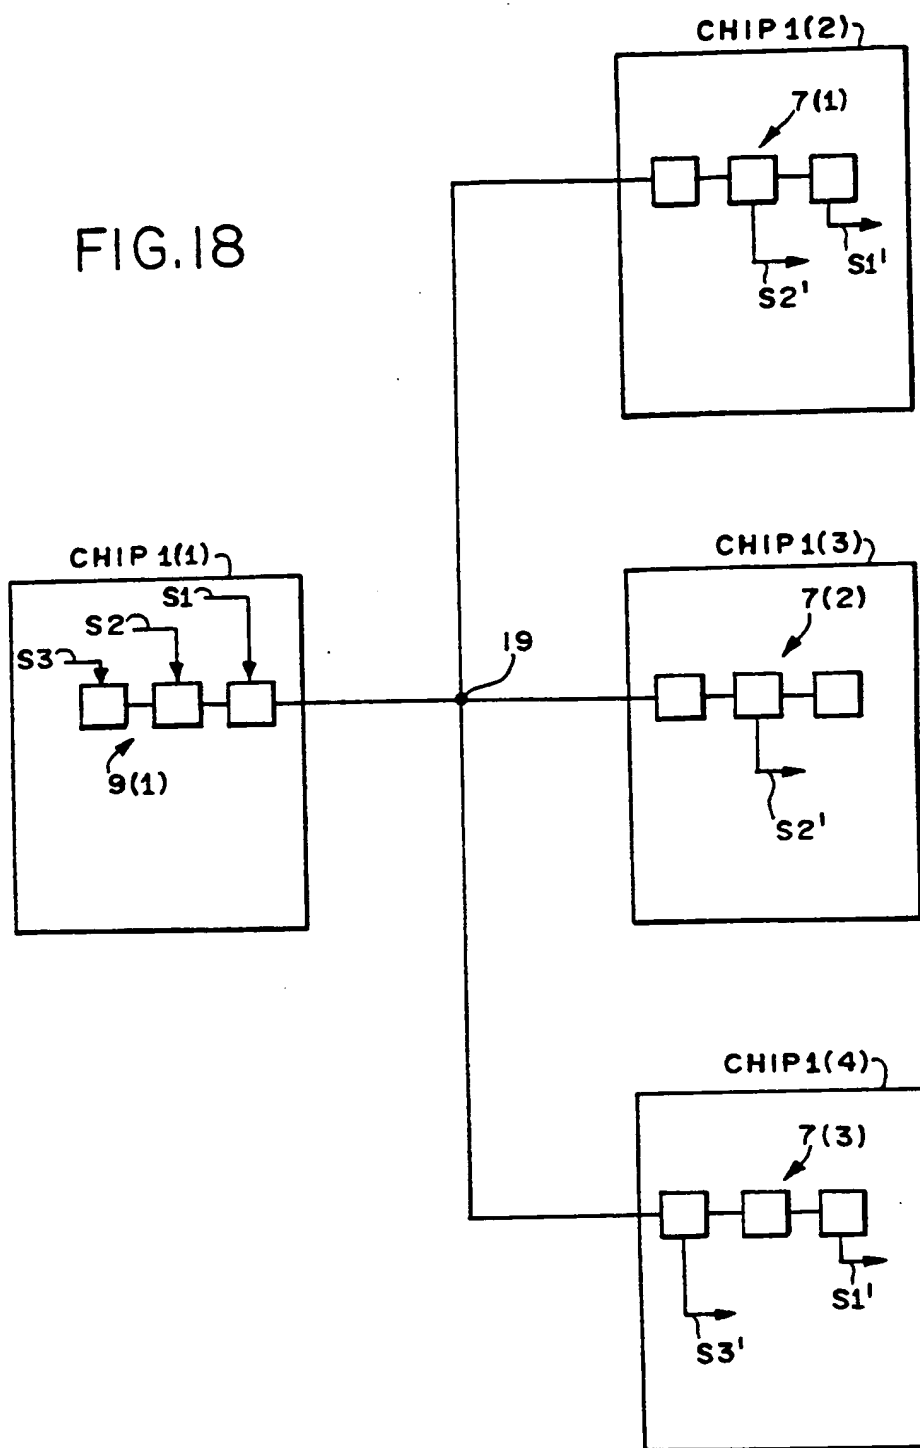 CHIP 1(2)
7(1)
FIG.18
S1'
S2'
CHIP 1(1)
CHIP 1(3)
S1
7(2)
S2
S3
19
9(1)
S2'
CHIP 1(4)
7(3)
S1'
S3'